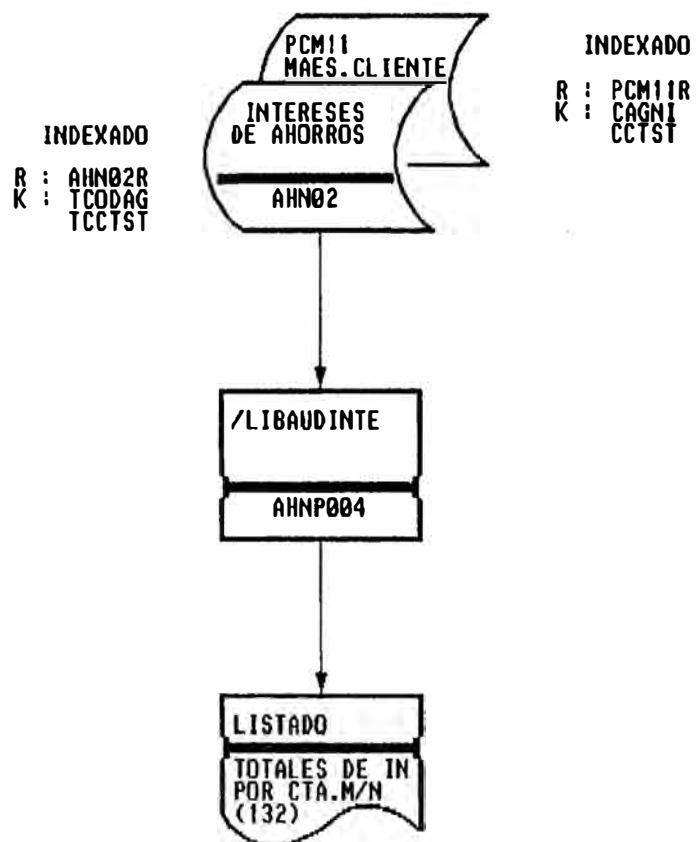 PCM11
MAES.CLIENTE
INDEXADO
R : PCM11R
K : CAGNI
CCTST
INTERESES
DE AHORROS
AHN02
INDEXADO
R : AHN02R
K : TCODAG
TCCTST
/LIBAUDINTE
AHNP004
LISTADO
TOTALES DE IN
POR CTA.M/N
(132)